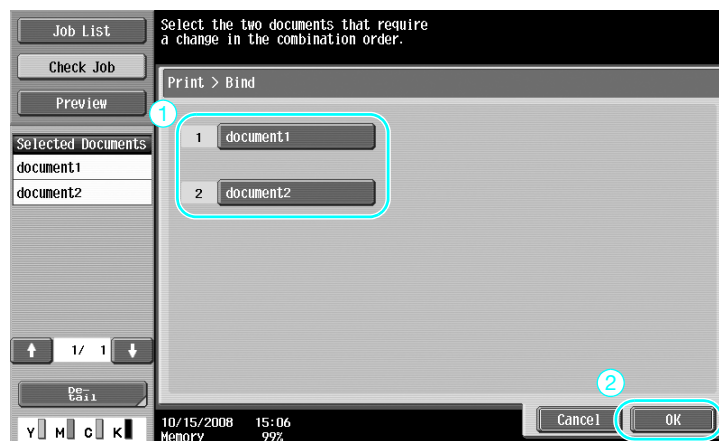 Job List
Check Job
Preview
Selected Documents
document1
document2
1/ 1
De-
tail
Y M C K
Select the two documents that require
a change in the combination order.
Print > Bind
1
1 document1
2 document2
2
Cancel OK
10/15/2008 15:06
Memory 99%